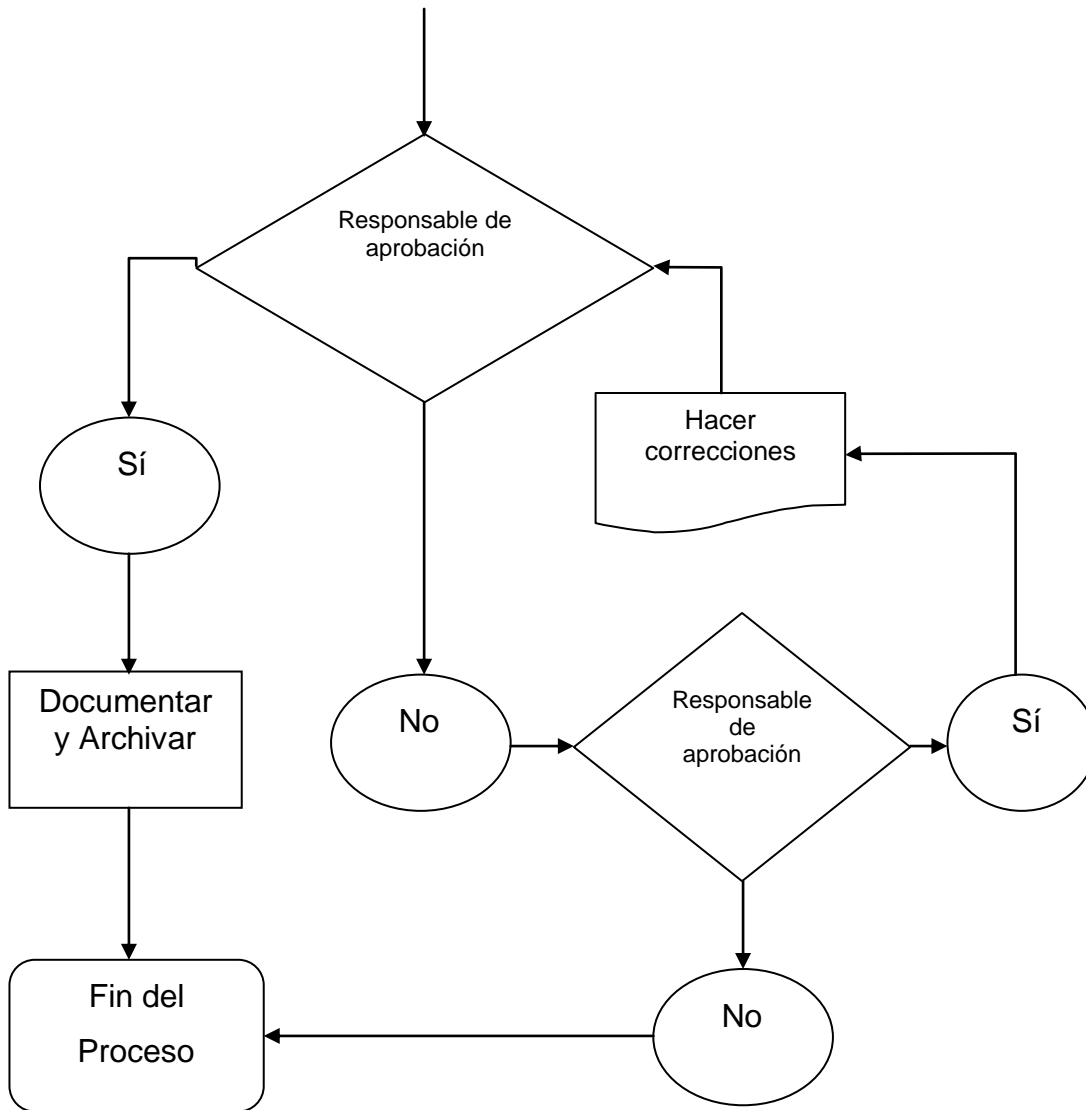 Responsable de
aprobación
Sí
Hacer
correcciones
Documentar
y Archivar
No
Responsable
de
aprobación
Sí
Fin del
Proceso
No